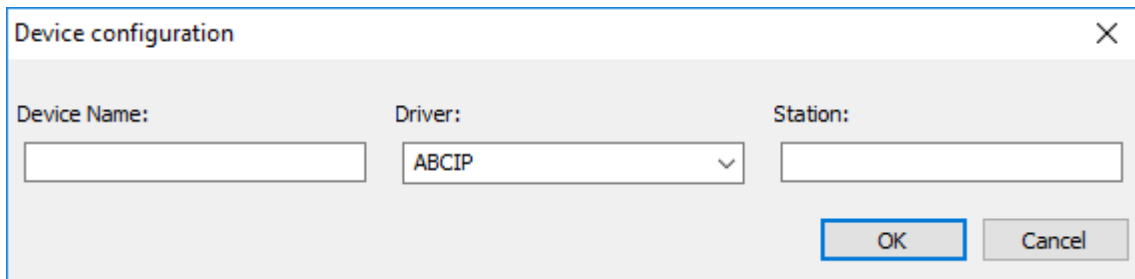 Device configuration
Device Name: Driver: Station:
ABCIP
OK Cancel